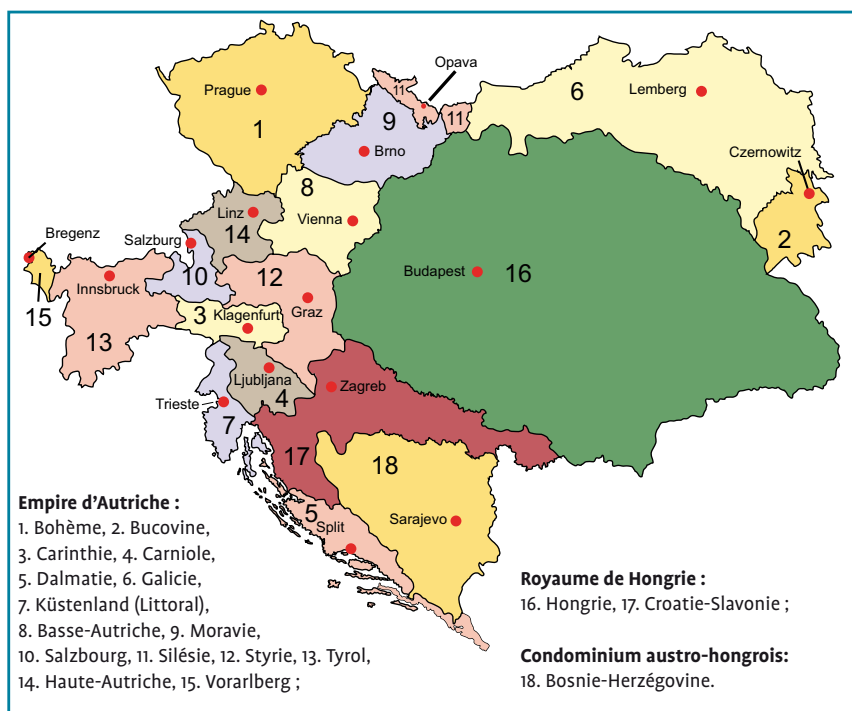 Opava
11
6
Prague
Lemberg
11
9
1
Brno
Czernowitz
8
Linz
Vienna
Bregenz
Salzburg
14
2
10
12
Budapest
16
Innsbruck
15
3
Klagenfurt
Graz
13
Ljubljana
Zagreb
4
Trieste
7
17
18
5
Split
Sarajevo
Empire d’Autriche :
1. Bohème, 2. Bucovine,
3. Carinthie, 4. Carniole,
5. Dalmatie, 6. Galicie,
7. Küstenland (Littoral),
8. Basse-Autriche, 9. Moravie,
10. Salzbourg, 11. Silésie, 12. Styrie, 13. Tyrol,
14. Haute-Autriche, 15. Vorarlberg ;
Royaume de Hongrie :
16. Hongrie, 17. Croatie-Slavonie ;
Condominium austro-hongrois:
18. Bosnie-Herzégovine.